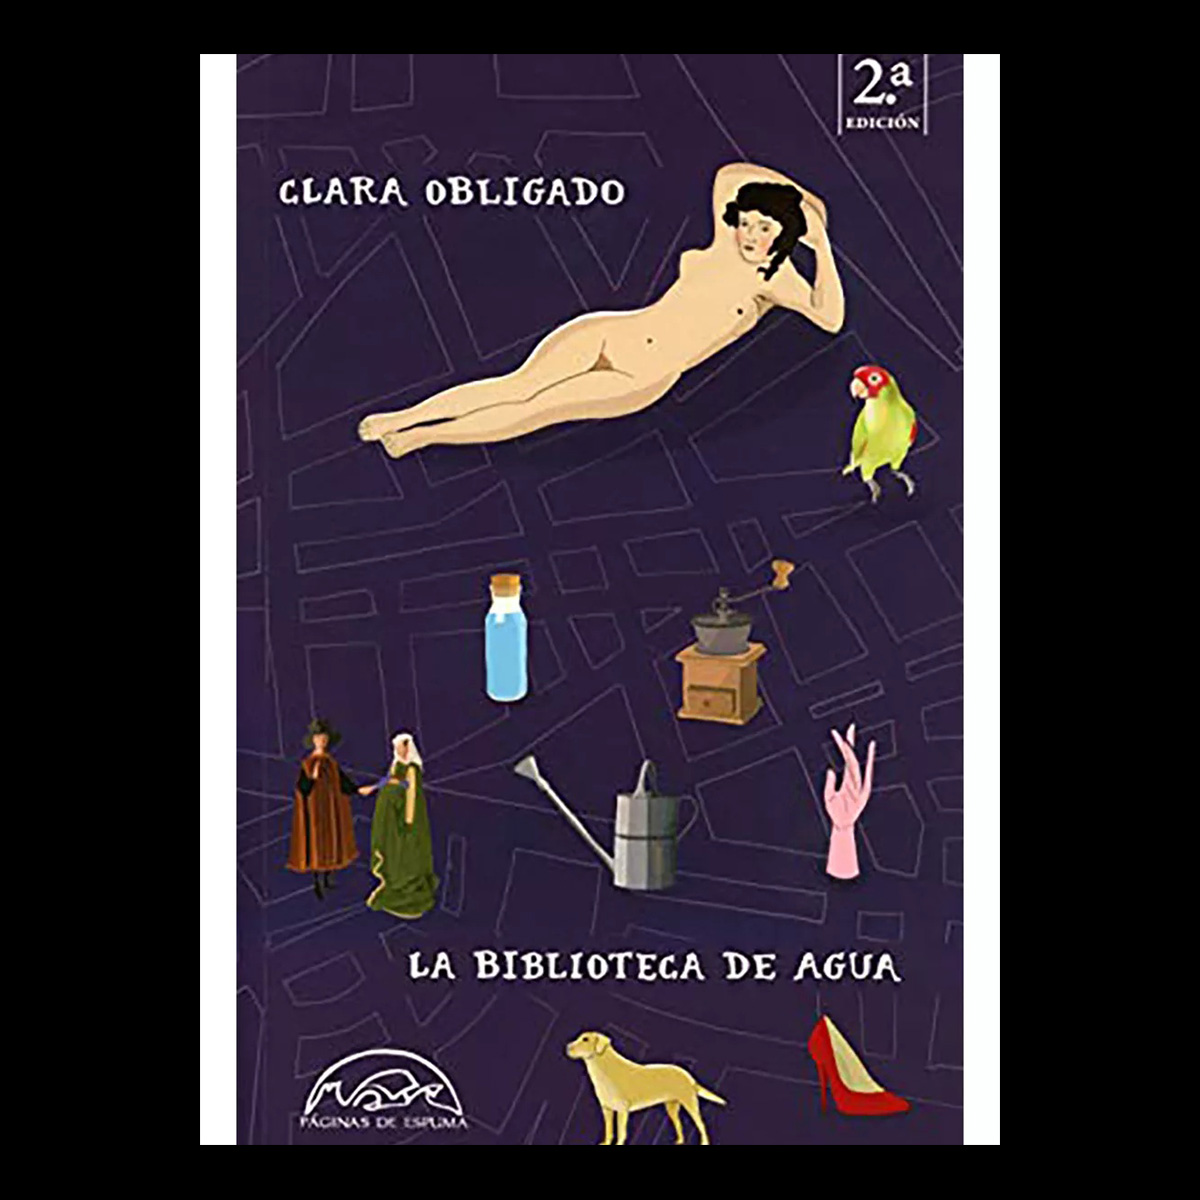 2.ª
EDICIÓN
CLARA OBLIGADO
LA BIBLIOTECA DE AGUA
PÁGINAS DE ESPUMA